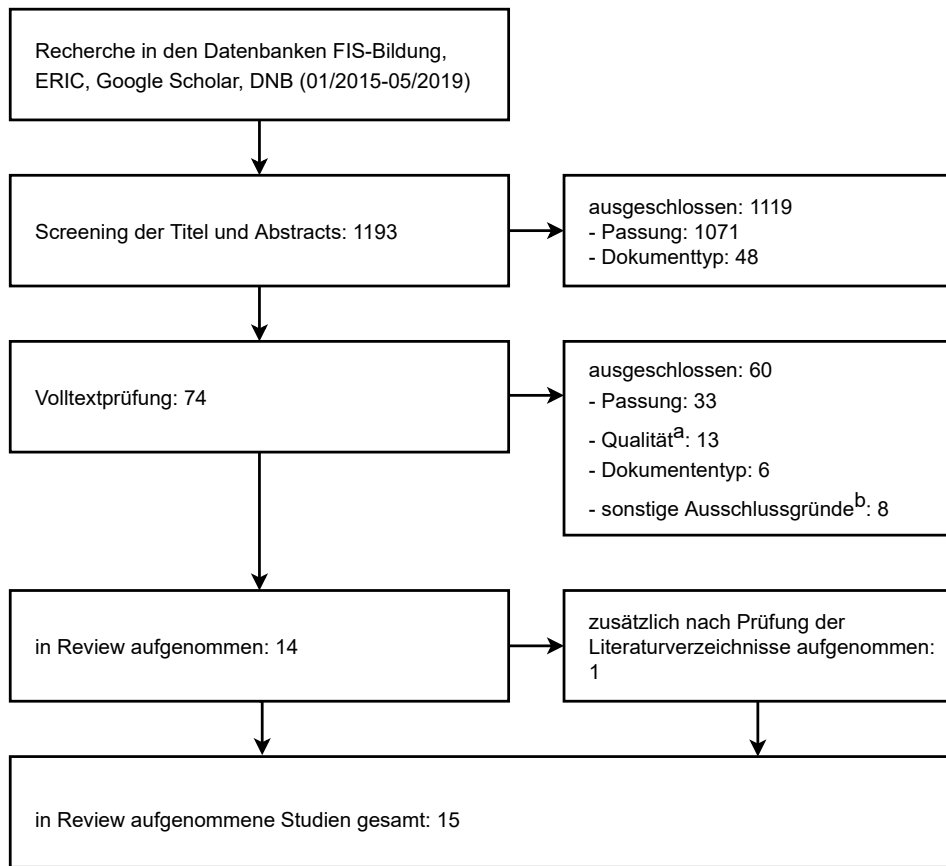 Recherche in den Datenbanken FIS-Bildung,
ERIC, Google Scholar, DNB (01/2015-05/2019)
Screening der Titel und Abstracts: 1193
ausgeschlossen: 1119
- Passung: 1071
- Dokumenttyp: 48
Volltextprüfung: 74
ausgeschlossen: 60
- Passung: 33
- Qualitätᵃ: 13
- Dokumententyp: 6
- sonstige Ausschlussgründeᵇ: 8
in Review aufgenommen: 14
zusätzlich nach Prüfung der
Literaturverzeichnisse aufgenommen:
1
in Review aufgenommene Studien gesamt: 15